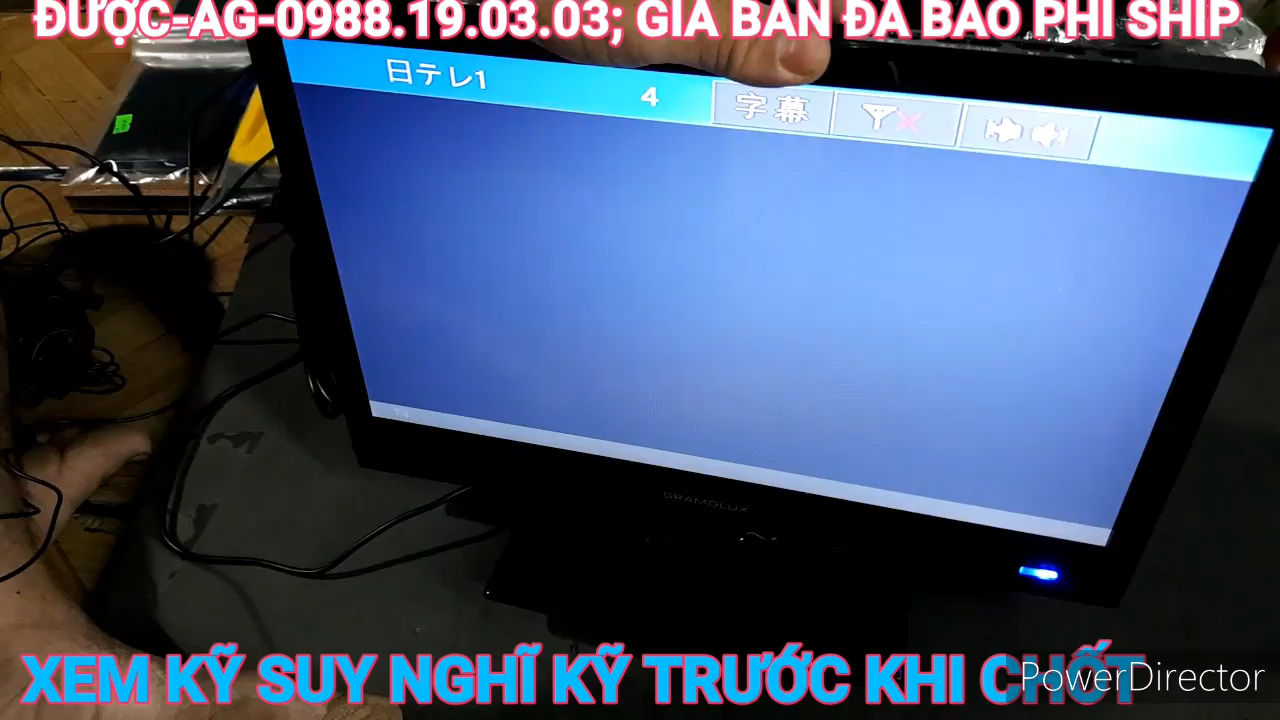 ĐƯỢC-AG-0988.19.03.03; GIÁ BÁN ĐÃ BAO PHÍ SHIP
日テレ1
4
字幕
GRAMOLUX
XEM KỸ SUY NGHĨ KỸ TRƯỚC KHI CHỐT
PowerDirector